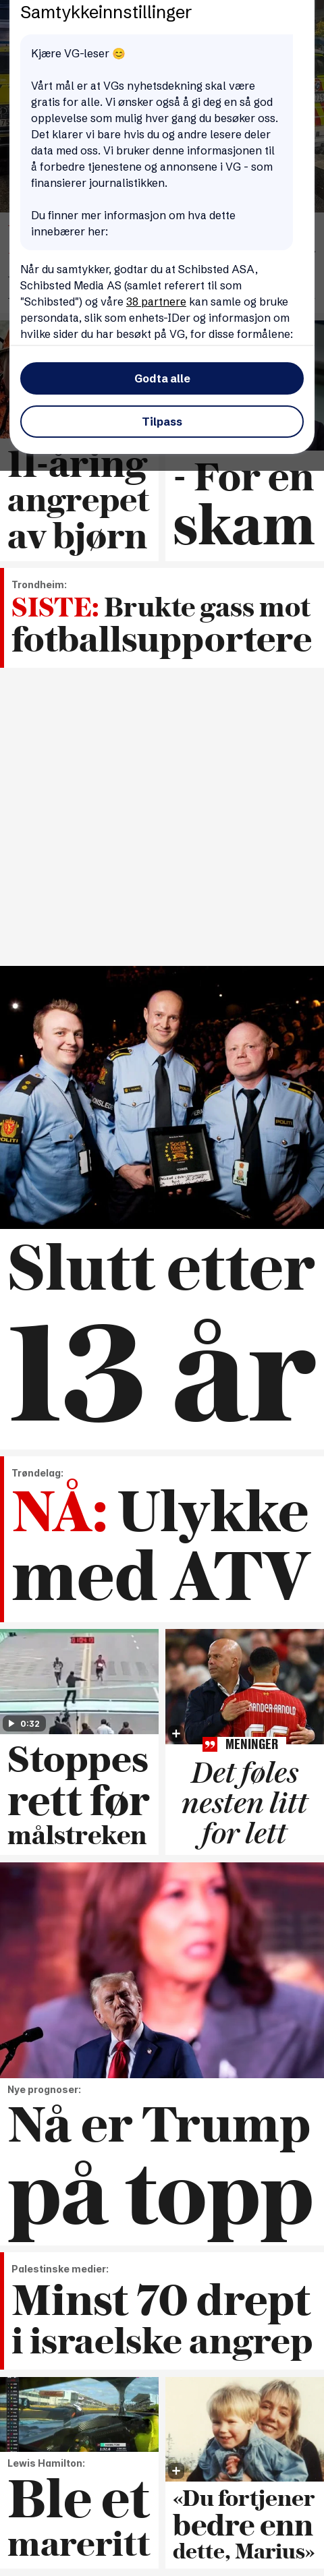 Samtykkeinnstillinger
Kjære VG-leser 😊
Vårt mål er at VGs nyhetsdekning skal være
gratis for alle. Vi ønsker også å gi deg en så god
opplevelse som mulig hver gang du besøker oss.
Det klarer vi bare hvis du og andre lesere deler
data med oss. Vi bruker denne informasjonen til
å forbedre tjenestene og annonsene i VG - som
finansierer journalistikken.
Du finner mer informasjon om hva dette
innebærer her:
Når du samtykker, godtar du at Schibsted ASA,
Schibsted Media AS (samlet referert til som
"Schibsted") og våre 38 partnere kan samle og bruke
persondata, slik som enhets-IDer og informasjon om
hvilke sider du har besøkt på VG, for disse formålene:
Godta alle
Tilpass
11-åring
angrepet
av bjørn
- For en
skam
Trondheim:
SISTE: Brukte gass mot
fotballsupportere
POLITI
Slutt etter
13 år
Trøndelag:
NÅ: Ulykke
med ATV
0:32
Stoppes
rett før
målstreken
MENINGER
Det føles
nesten litt
for lett
Nye prognoser:
Nå er Trump
på topp
Palestinske medier:
Minst 70 drept
i israelske angrep
Lewis Hamilton:
Ble et
mareritt
«Du fortjener
bedre enn
dette, Marius»